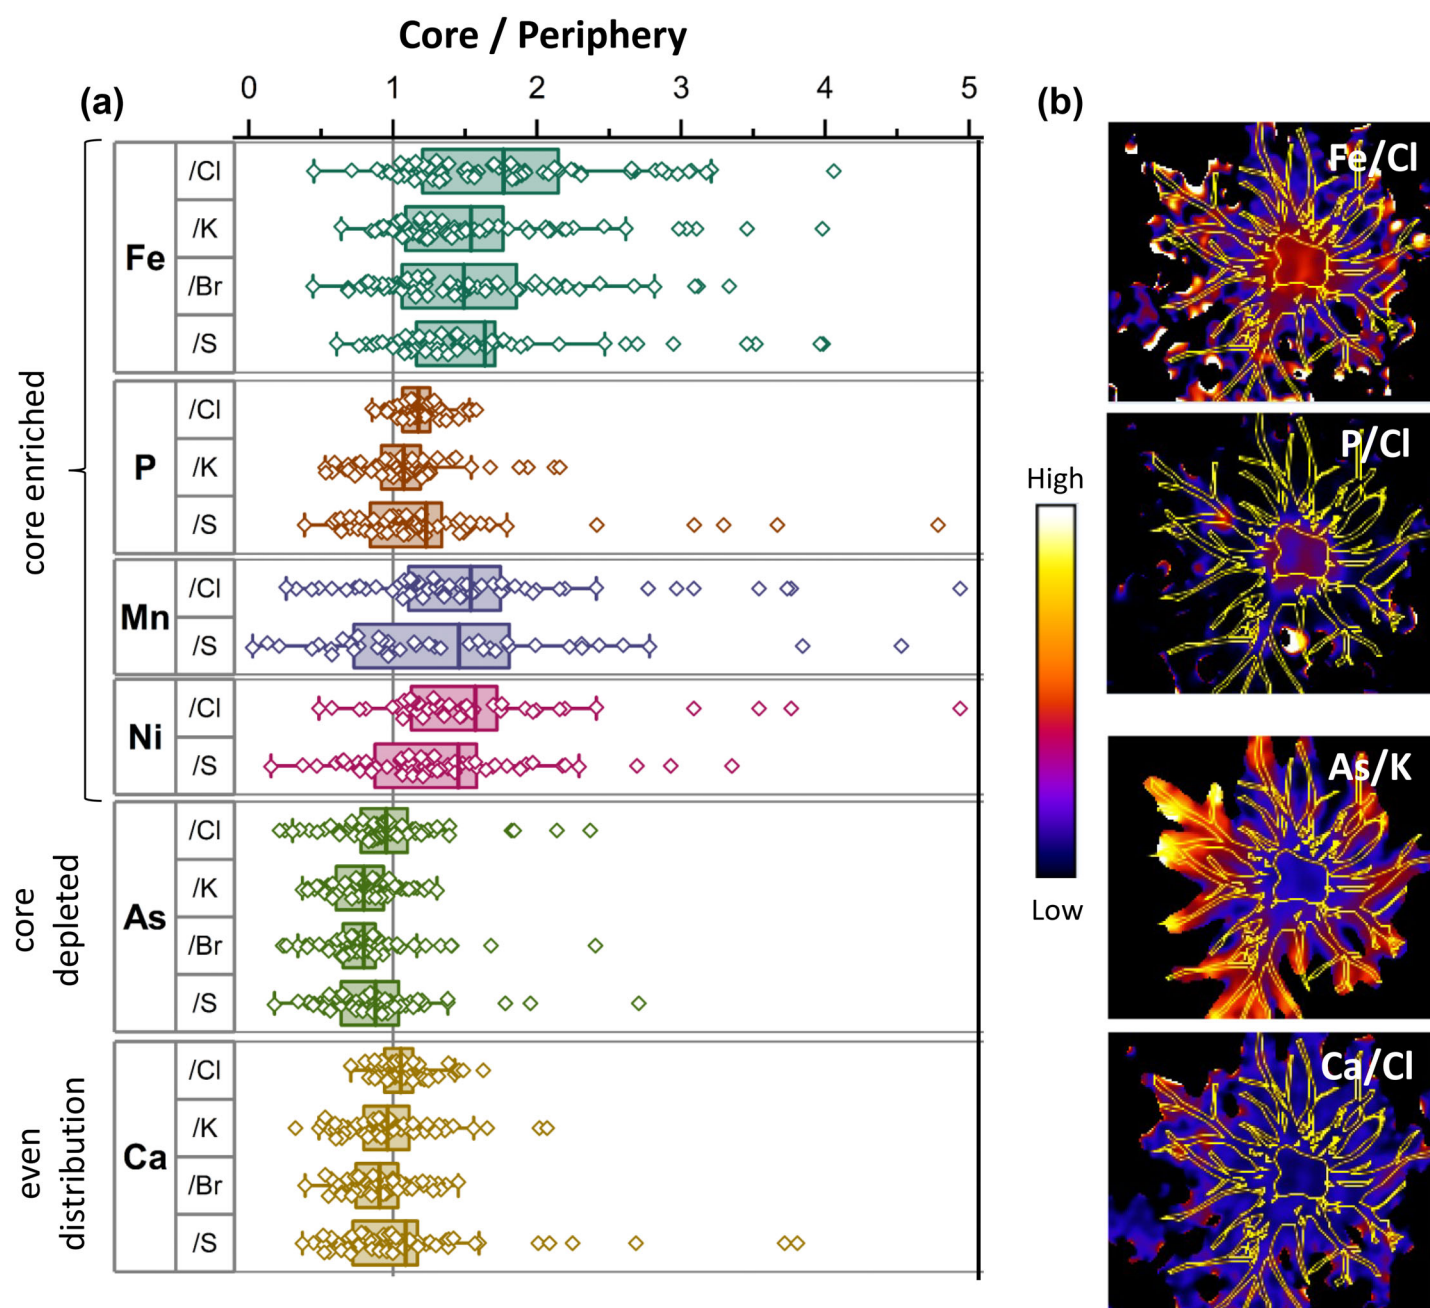 Core / Periphery
(a)
0 1 2 3 4 5
core enriched
Fe
/Cl
/K
/Br
/S
P
/Cl
/K
/S
Mn
/Cl
/S
Ni
/Cl
/S
core
depleted
As
/Cl
/K
/Br
/S
even
distribution
Ca
/Cl
/K
/Br
/S
(b)
Fe/Cl
P/Cl
High
Low
As/K
Ca/Cl